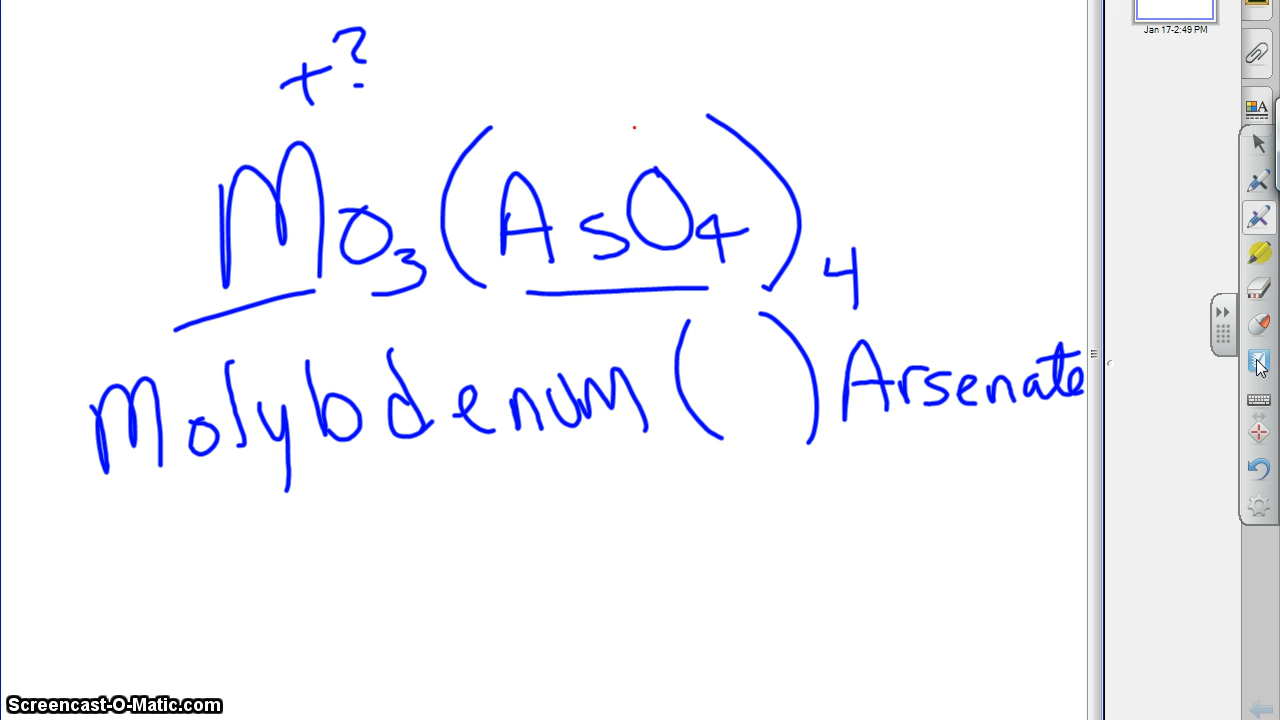 Jan 17-2:49 PM
+?
Mo3(AsO4)4
Molybdenum ( ) Arsenate
A
Screencast-O-Matic.com